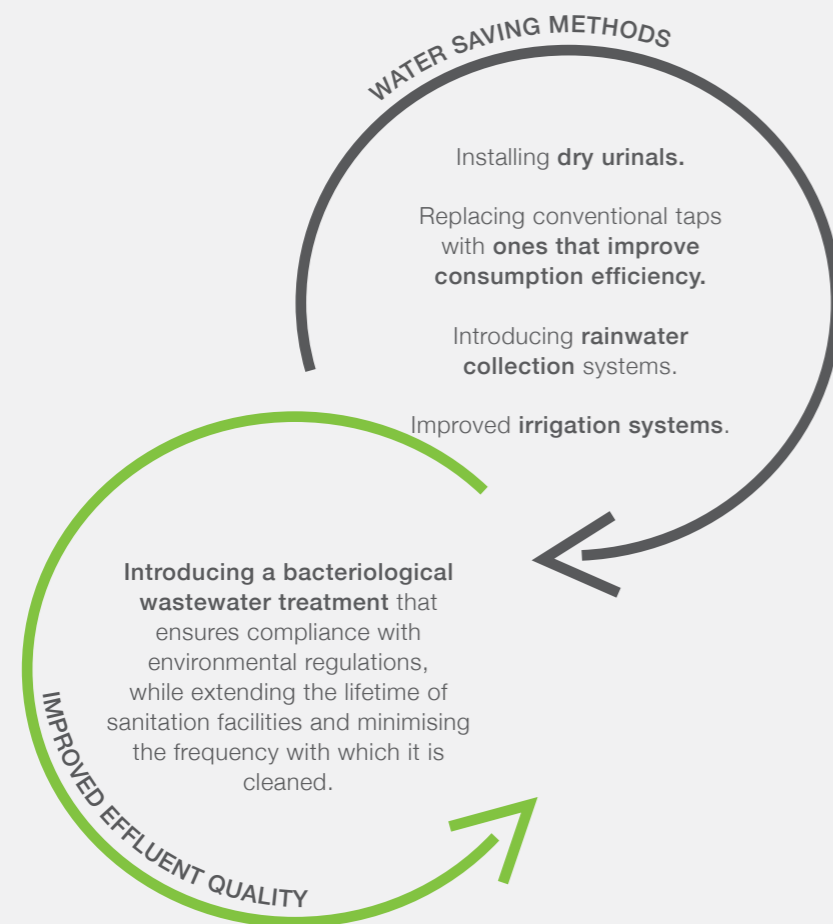 WATER SAVING METHODS
Installing dry urinals.
Replacing conventional taps
with ones that improve
consumption efficiency.
Introducing rainwater
collection systems.
Improved irrigation systems.
Introducing a bacteriological
wastewater treatment that
ensures compliance with
environmental regulations,
while extending the lifetime of
sanitation facilities and minimising
the frequency with which it is
cleaned.
IMPROVED EFFLUENT QUALITY